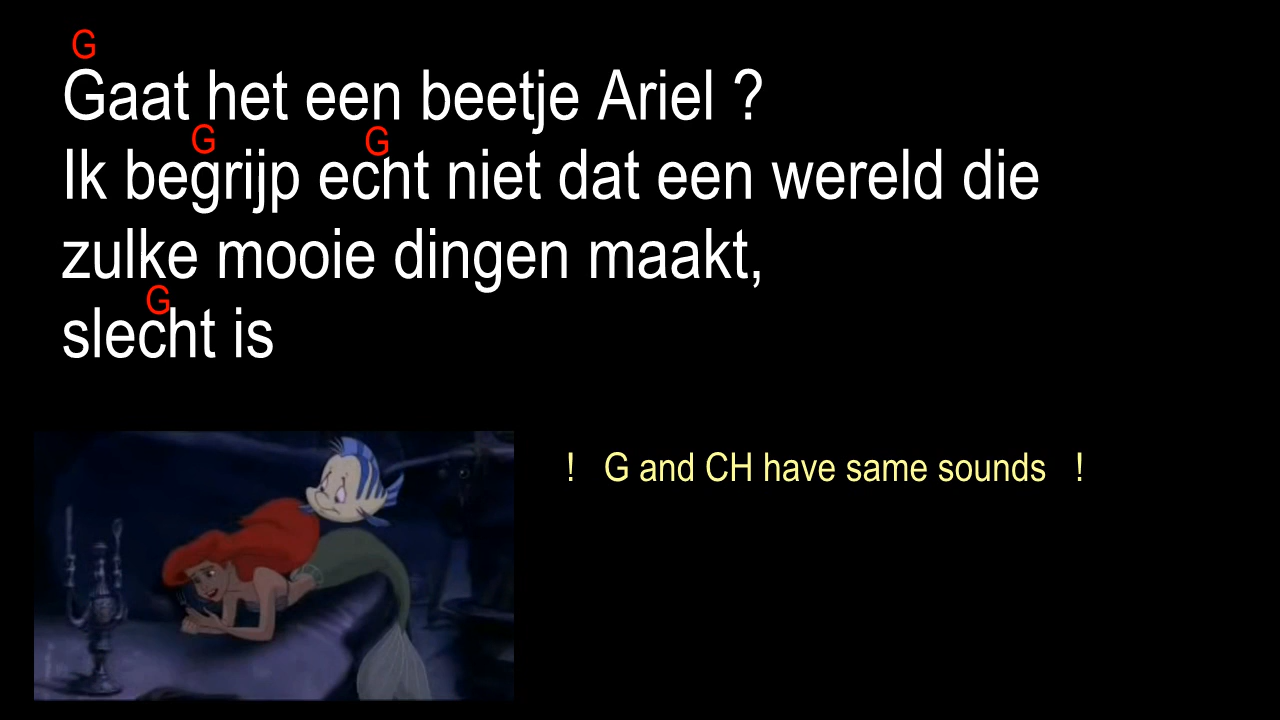 G
Gaat het een beetje Ariel ?
G G
Ik begrijp echt niet dat een wereld die
zulke mooie dingen maakt,
G
slecht is
! G and CH have same sounds !